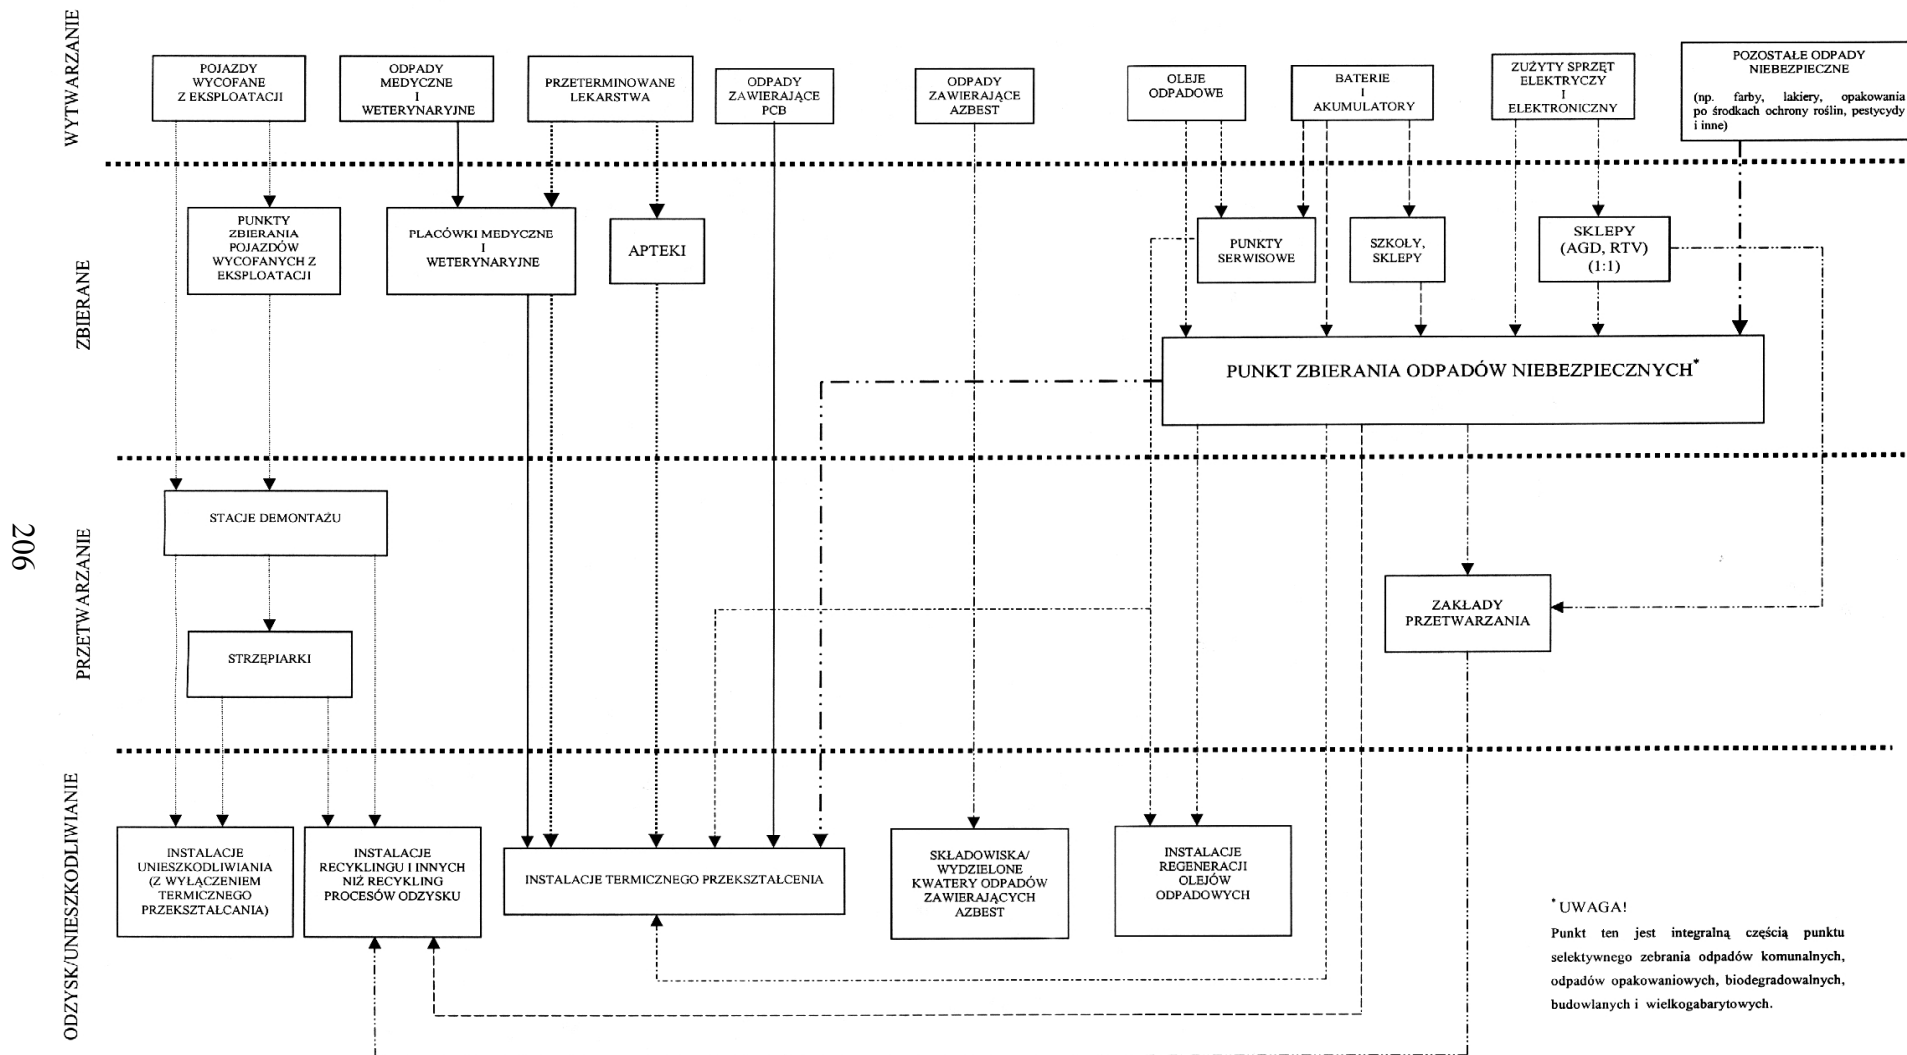 WYTWARZANIE
POJAZDY
WYCOFANE
Z EKSPLOATACJI
ODPADY
MEDYCZNE
I
WETERYNARYJNE
PRZETERMINOWANE
LEKARSTWA
ODPADY
ZAWIERAJĄCE
PCB
ODPADY
ZAWIERAJĄCE
AZBEST
OLEJE
ODPADOWE
BATERIE
I
AKUMULATORY
ZUŻYTY SPRZĘT
ELEKTRYCZY
I
ELEKTRONICZNY
POZOSTAŁE ODPADY
NIEBEZPIECZNE
(np. farby, lakiery, opakowania
po środkach ochrony roślin, pestycydy
i inne)
ZBIERANE
PUNKTY
ZBIERANIA
POJAZDÓW
WYCOFANYCH Z
EKSPLOATACJI
PLACÓWKI MEDYCZNE
I
WETERYNARYJNE
APTEKI
PUNKTY
SERWISOWE
SZKOŁY,
SKLEPY
SKLEPY
(AGD, RTV)
(1:1)
PUNKT ZBIERANIA ODPADÓW NIEBEZPIECZNYCH*
206
PRZETWARZANIE
STACJE DEMONTAŻU
STRZĘPIARKI
ZAKŁADY
PRZETWARZANIA
ODZYSK/UNIESZKODLIWIANIE
INSTALACJE
UNIESZKODLIWIANIA
(Z WYŁĄCZENIEM
TERMICZNEGO
PRZEKSZTAŁCANIA)
INSTALACJE
RECYKLINGU I INNYCH
NIŻ RECYKLING
PROCESÓW ODZYSKU
INSTALACJE TERMICZNEGO PRZEKSZTAŁCENIA
SKŁADOWISKA/
WYDZIELONE
KWATERY ODPADÓW
ZAWIERAJĄCYCH
AZBEST
INSTALACJE
REGENERACJI
OLEJÓW
ODPADOWYCH
*UWAGA!
Punkt ten jest integralną częścią punktu
selektywnego zebrania odpadów komunalnych,
odpadów opakowaniowych, biodegradowalnych,
budowlanych i wielkogabarytowych.